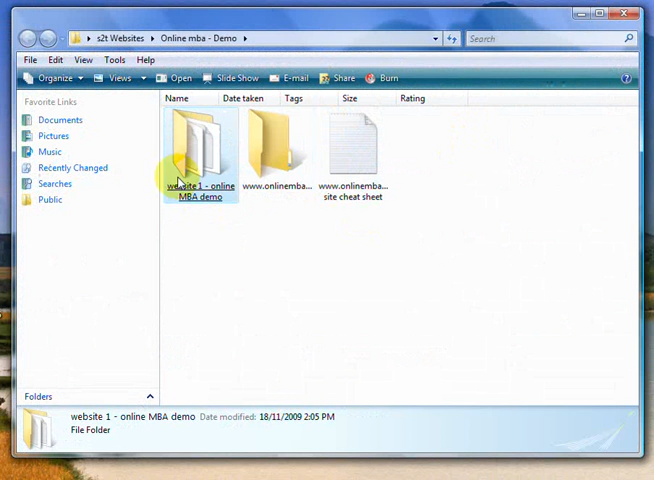 s2t Websites Online mba - Demo Search
File Edit View Tools Help
Organize Views Open Slide Show E-mail Share Burn
Favorite Links
Documents
Pictures
Music
Recently Changed
Searches
Public
Name Date taken Tags Size Rating
website 1 - online
MBA demo
www.onlinemba...
www.onlinemba...
site cheat sheet
Folders
website 1 - online MBA demo Date modified: 18/11/2009 2:05 PM
File Folder